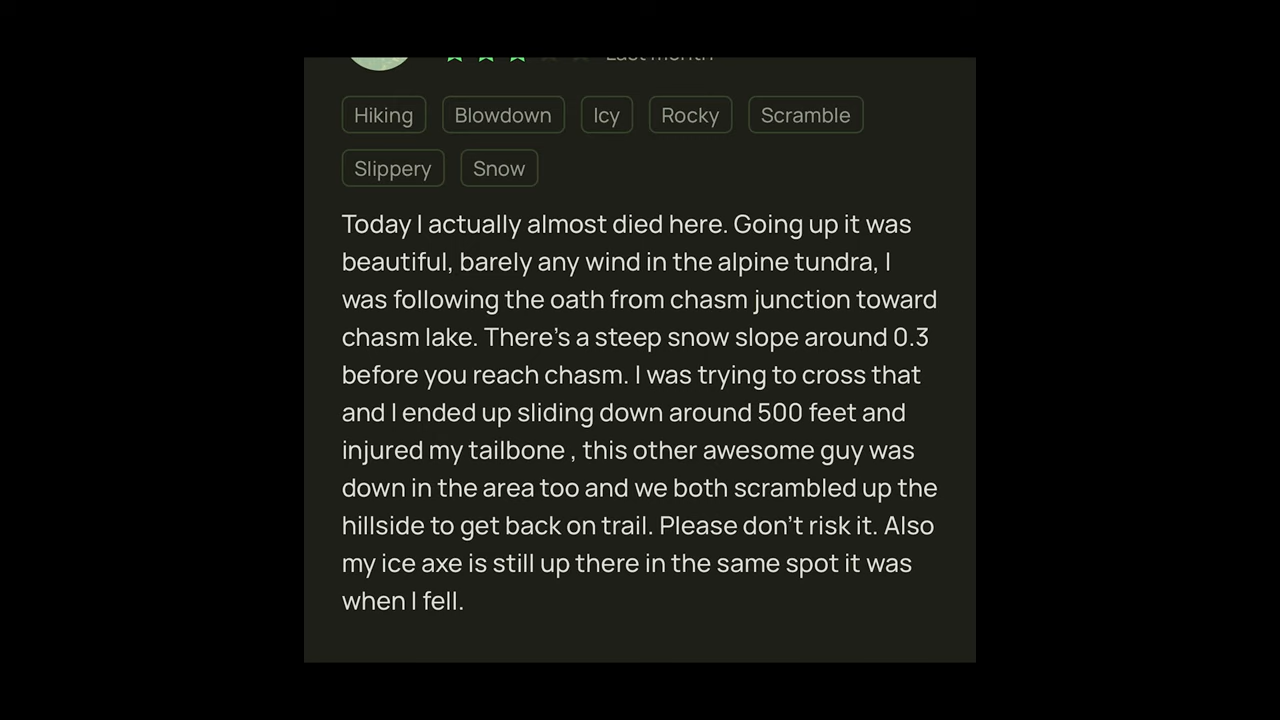 Last month
Hiking Blowdown Icy Rocky Scramble
Slippery Snow
Today I actually almost died here. Going up it was
beautiful, barely any wind in the alpine tundra, I
was following the oath from chasm junction toward
chasm lake. There's a steep snow slope around 0.3
before you reach chasm. I was trying to cross that
and I ended up sliding down around 500 feet and
injured my tailbone , this other awesome guy was
down in the area too and we both scrambled up the
hillside to get back on trail. Please don't risk it. Also
my ice axe is still up there in the same spot it was
when I fell.